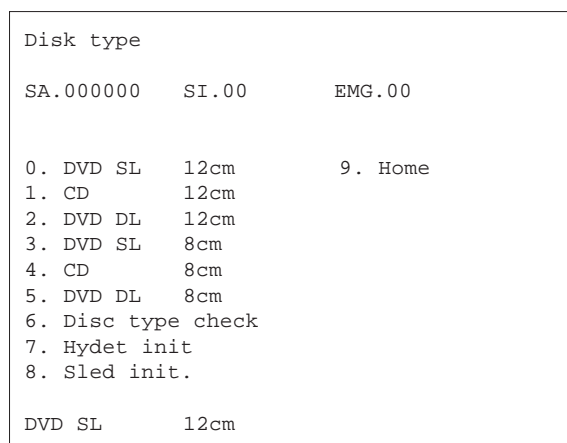 Disk type
SA.000000 SI.00 EMG.00
0. DVD SL 12cm 9. Home
1. CD 12cm
2. DVD DL 12cm
3. DVD SL 8cm
4. CD 8cm
5. DVD DL 8cm
6. Disc type check
7. Hydet init
8. Sled init.
DVD SL 12cm